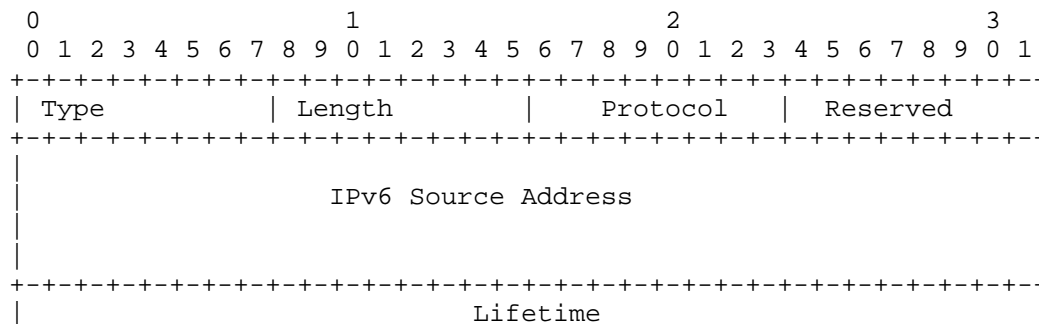 0                   1                   2                   3
 0 1 2 3 4 5 6 7 8 9 0 1 2 3 4 5 6 7 8 9 0 1 2 3 4 5 6 7 8 9 0 1
+-+-+-+-+-+-+-+-+-+-+-+-+-+-+-+-+-+-+-+-+-+-+-+-+-+-+-+-+-+-+-+-
| Type          | Length        |    Protocol   |  Reserved
+-+-+-+-+-+-+-+-+-+-+-+-+-+-+-+-+-+-+-+-+-+-+-+-+-+-+-+-+-+-+-+-
|
|                   IPv6 Source Address
|
|
+-+-+-+-+-+-+-+-+-+-+-+-+-+-+-+-+-+-+-+-+-+-+-+-+-+-+-+-+-+-+-+-
|                            Lifetime